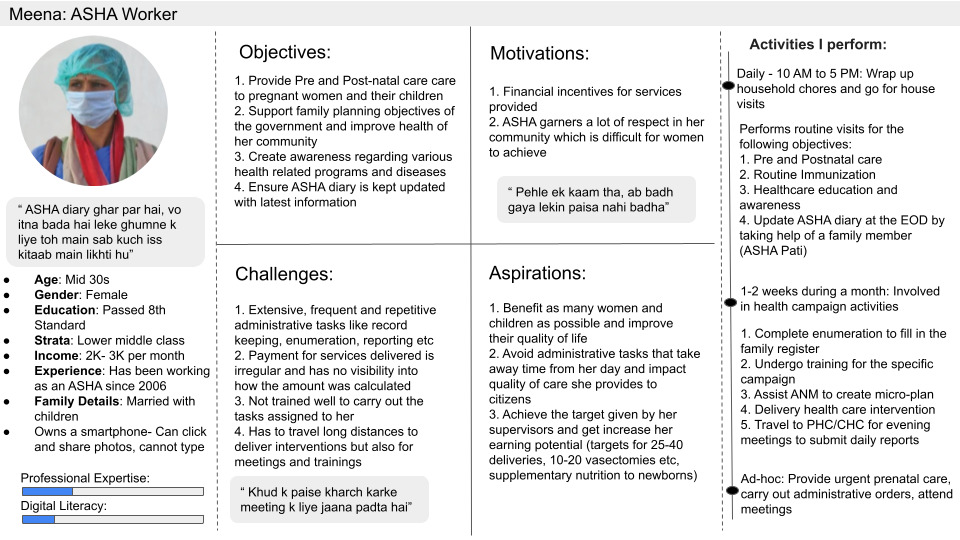 Meena: ASHA Worker
“ ASHA diary ghar par hai, vo
itna bada hai leke ghumne k
liye toh main sab kuch iss
kitaab main likhti hu”
● Age: Mid 30s
● Gender: Female
● Education: Passed 8th
Standard
● Strata: Lower middle class
● Income: 2K- 3K per month
● Experience: Has been working
as an ASHA since 2006
● Family Details: Married with
children
● Owns a smartphone- Can click
and share photos, cannot type
Professional Expertise:
Digital Literacy:
Objectives:
1. Provide Pre and Post-natal care care
to pregnant women and their children
2. Support family planning objectives of
the government and improve health of
her community
3. Create awareness regarding various
health related programs and diseases
4. Ensure ASHA diary is kept updated
with latest information
Motivations:
1. Financial incentives for services
provided
2. ASHA garners a lot of respect in her
community which is difficult for women
to achieve
“ Pehle ek kaam tha, ab badh
gaya lekin paisa nahi badha”
Challenges:
1. Extensive, frequent and repetitive
administrative tasks like record
keeping, enumeration, reporting etc
2. Payment for services delivered is
irregular and has no visibility into
how the amount was calculated
3. Not trained well to carry out the
tasks assigned to her
4. Has to travel long distances to
deliver interventions but also for
meetings and trainings
“ Khud k paise kharch karke
meeting k liye jaana padta hai”
Aspirations:
1. Benefit as many women and
children as possible and improve
their quality of life
2. Avoid administrative tasks that take
away time from her day and impact
quality of care she provides to
citizens
3. Achieve the target given by her
supervisors and get increase her
earning potential (targets for 25-40
deliveries, 10-20 vasectomies etc,
supplementary nutrition to newborns)
Activities I perform:
Daily - 10 AM to 5 PM: Wrap up
household chores and go for house
visits
Performs routine visits for the
following objectives:
1. Pre and Postnatal care
2. Routine Immunization
3. Healthcare education and
awareness
4. Update ASHA diary at the EOD by
taking help of a family member
(ASHA Pati)
1-2 weeks during a month: Involved
in health campaign activities
1. Complete enumeration to fill in the
family register
2. Undergo training for the specific
campaign
3. Assist ANM to create micro-plan
4. Delivery health care intervention
5. Travel to PHC/CHC for evening
meetings to submit daily reports
Ad-hoc: Provide urgent prenatal care,
carry out administrative orders, attend
meetings